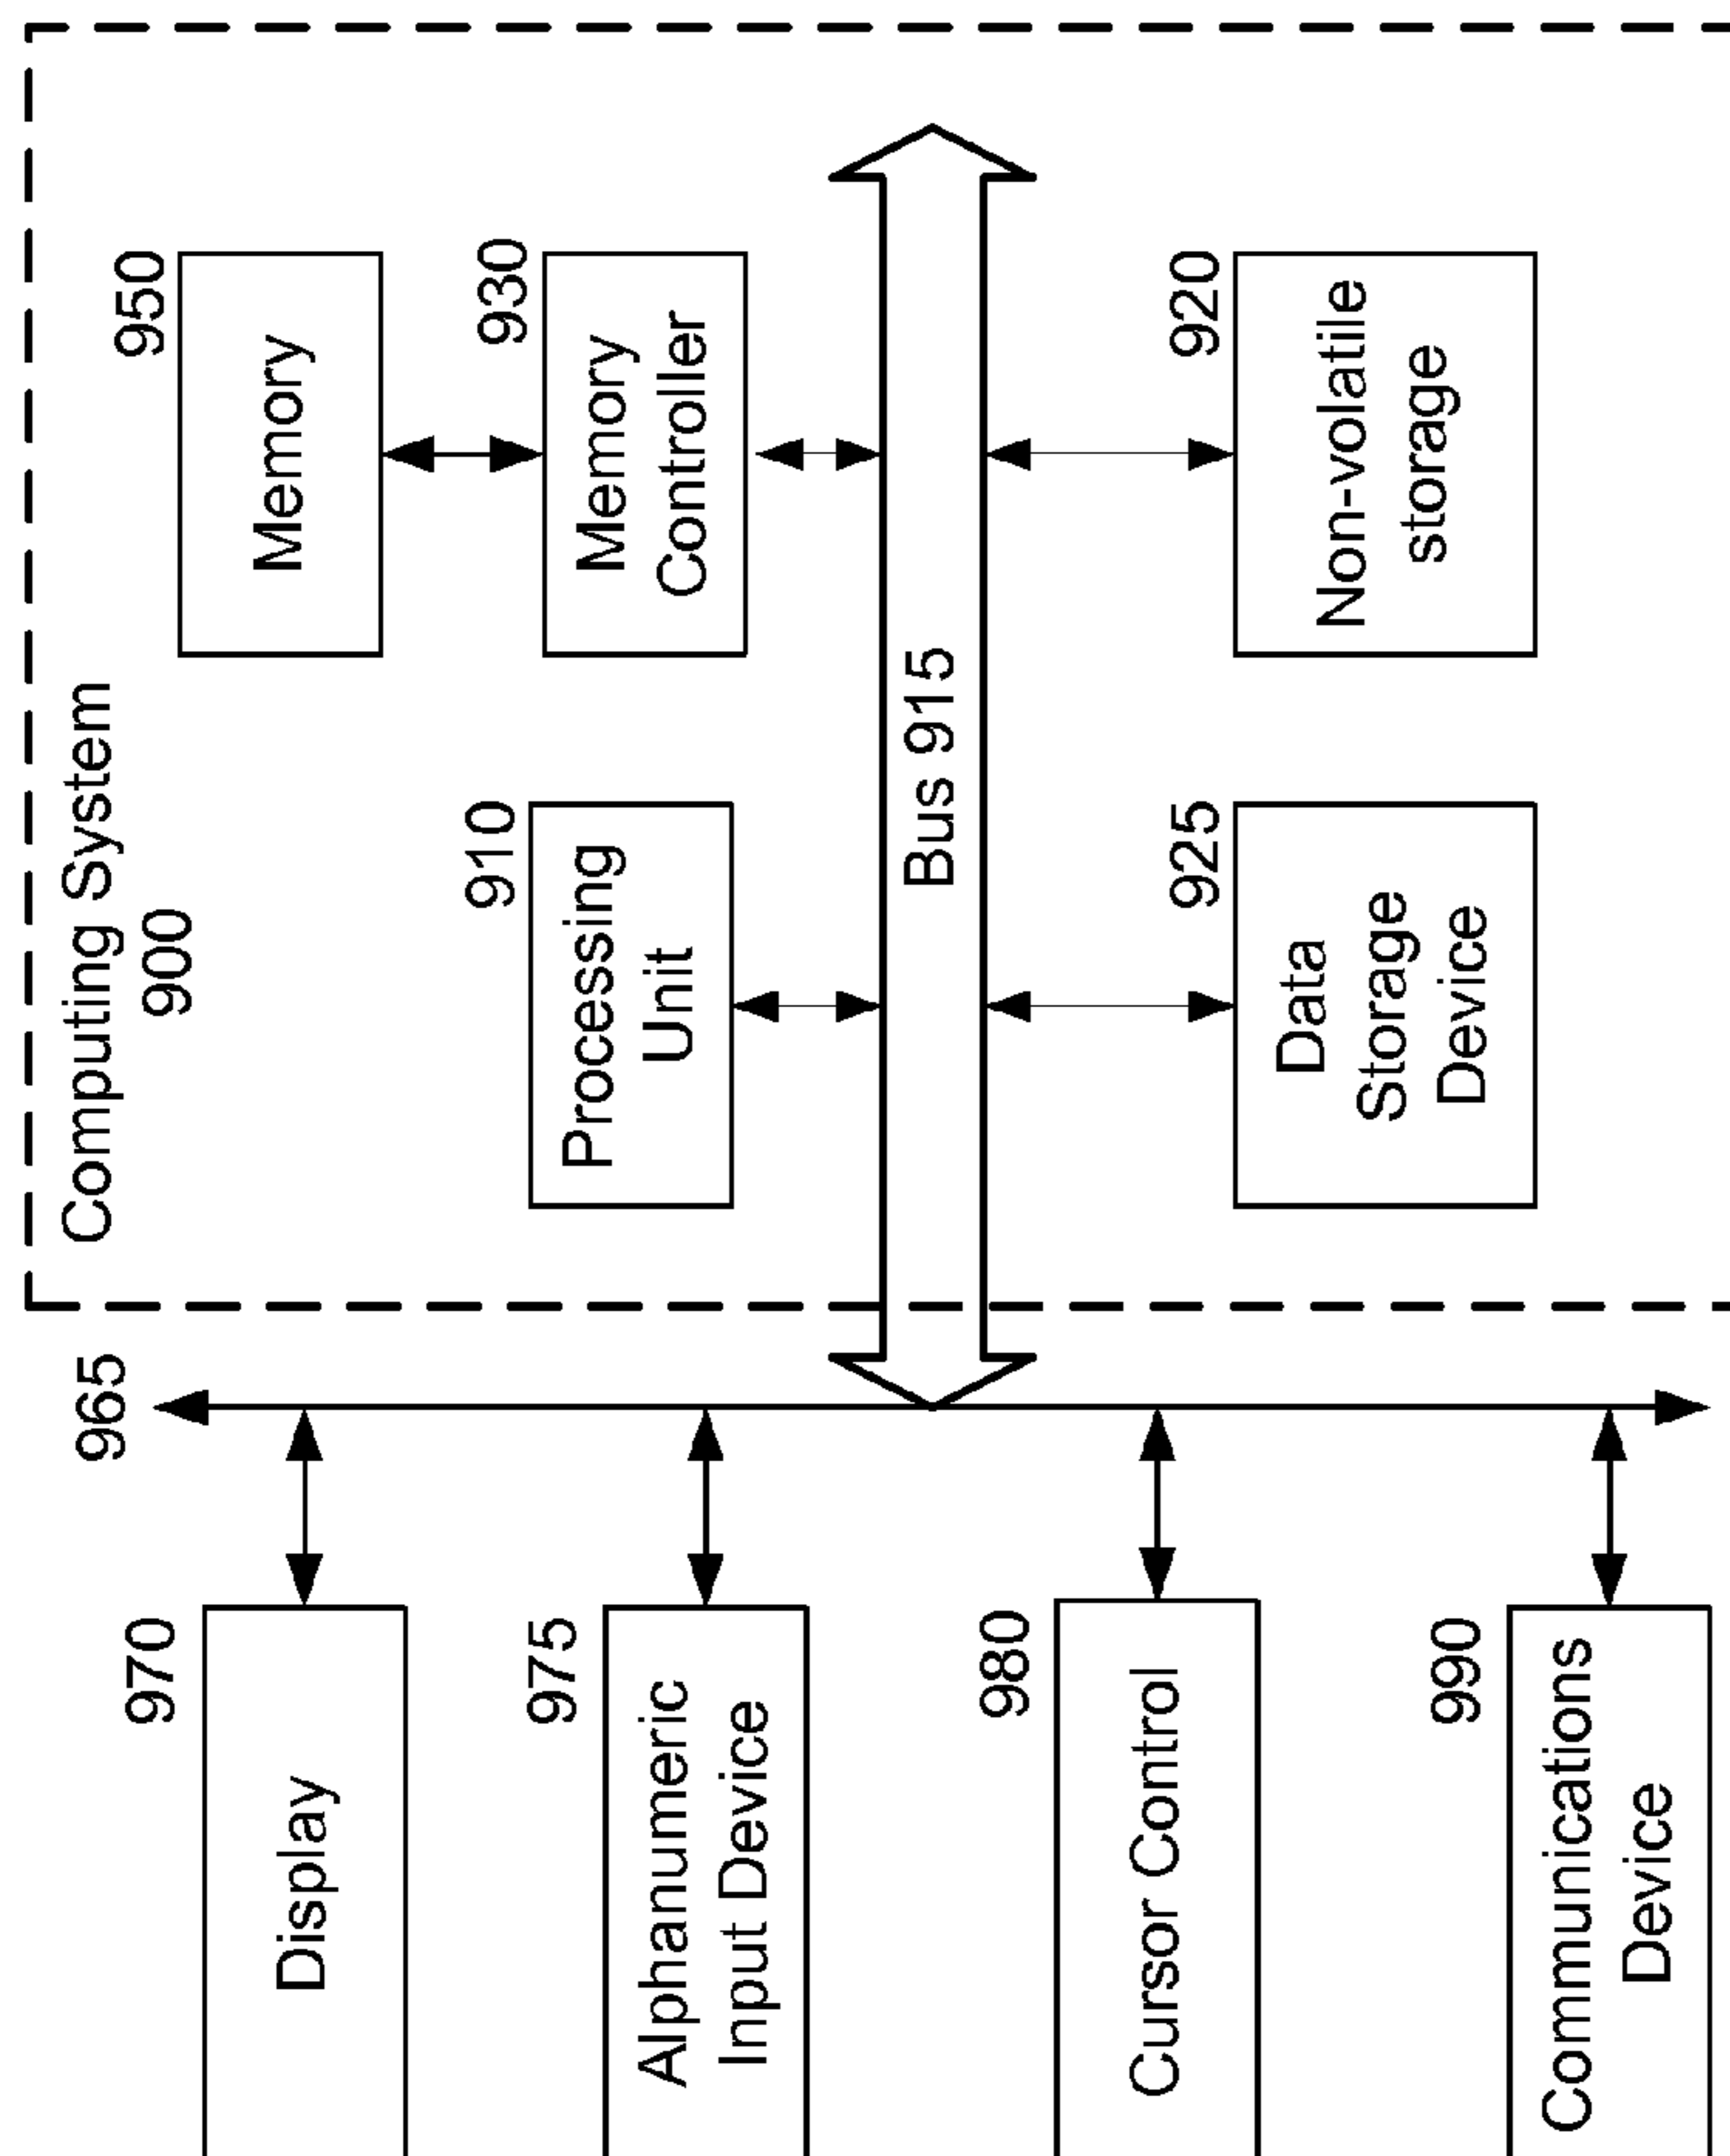 Computing System
900
950
Memory
930
Memory
Controller
910
Processing
Unit
Bus 915
925
Data
Storage
Device
920
Non-volatile
storage
965
970
Display
975
Alphanumeric
Input Device
980
Cursor Control
990
Communications
Device